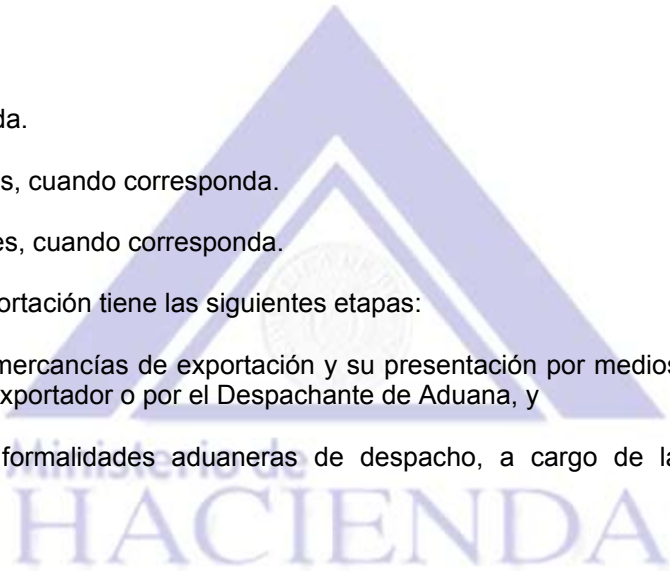 da.
s, cuando corresponda.
es, cuando corresponda.
ortación tiene las siguientes etapas:
mercancías de exportación y su presentación por medios
xportador o por el Despachante de Aduana, y
formalidades aduaneras de despacho, a cargo de la
Ministerio de
HACIENDA